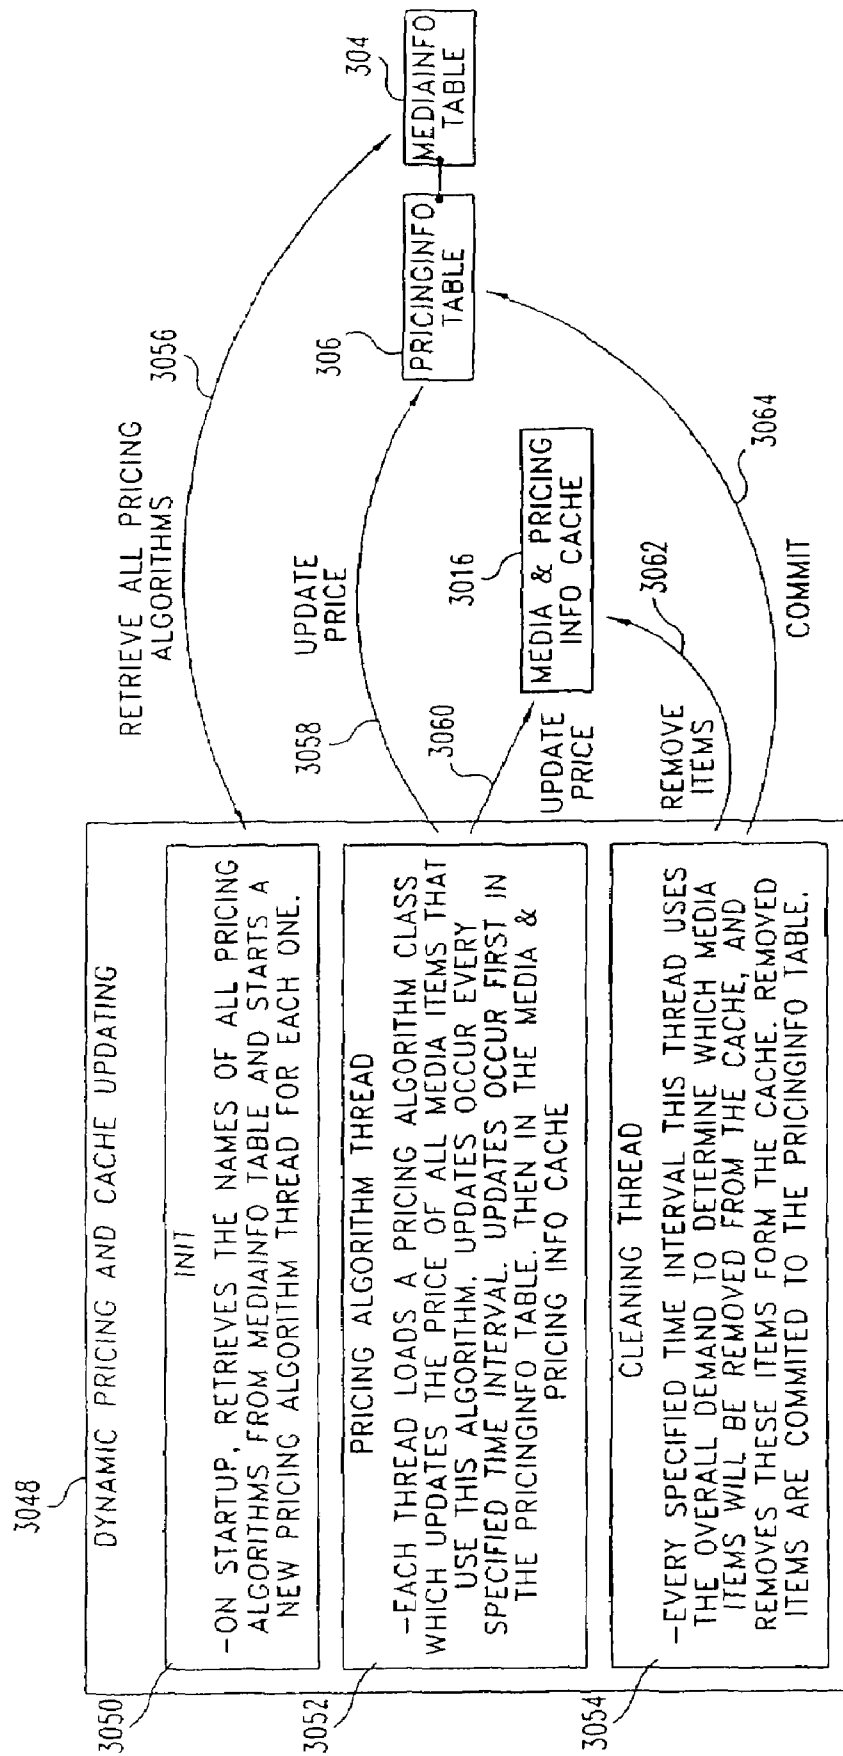 3048
DYNAMIC PRICING AND CACHE UPDATING
3050
INIT
-ON STARTUP, RETRIEVES THE NAMES OF ALL PRICING
ALGORITHMS FROM MEDIAINFO TABLE AND STARTS A
NEW PRICING ALGORITHM THREAD FOR EACH ONE.
3052
PRICING ALGORITHM THREAD
-EACH THREAD LOADS A PRICING ALGORITHM CLASS
WHICH UPDATES THE PRICE OF ALL MEDIA ITEMS THAT
USE THIS ALGORITHM. UPDATES OCCUR EVERY
SPECIFIED TIME INTERVAL. UPDATES OCCUR FIRST IN
THE PRICINGINFO TABLE. THEN IN THE MEDIA &
PRICING INFO CACHE
3054
CLEANING THREAD
-EVERY SPECIFIED TIME INTERVAL THIS THREAD USES
THE OVERALL DEMAND TO DETERMINE WHICH MEDIA
ITEMS WILL BE REMOVED FROM THE CACHE, AND
REMOVES THESE ITEMS FORM THE CACHE. REMOVED
ITEMS ARE COMMITED TO THE PRICINGINFO TABLE.
RETRIEVE ALL PRICING
ALGORITHMS
3056
UPDATE
PRICE
3058
3060
UPDATE
PRICE
REMOVE
ITEMS
3062
COMMIT
3064
3016
MEDIA & PRICING
INFO CACHE
306
PRICINGINFO
TABLE
304
MEDIAINFO
TABLE